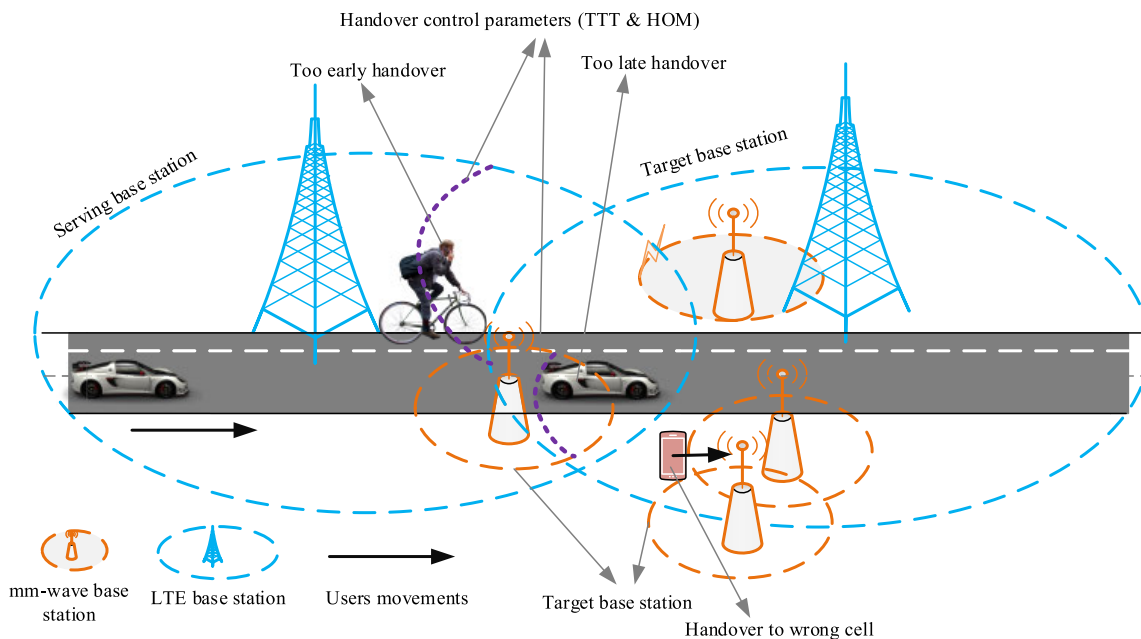 Handover control parameters (TTT & HOM)
Too early handover
Too late handover
Serving base station
Target base station
mm-wave base
station
LTE base station
Users movements
Target base station
Handover to wrong cell